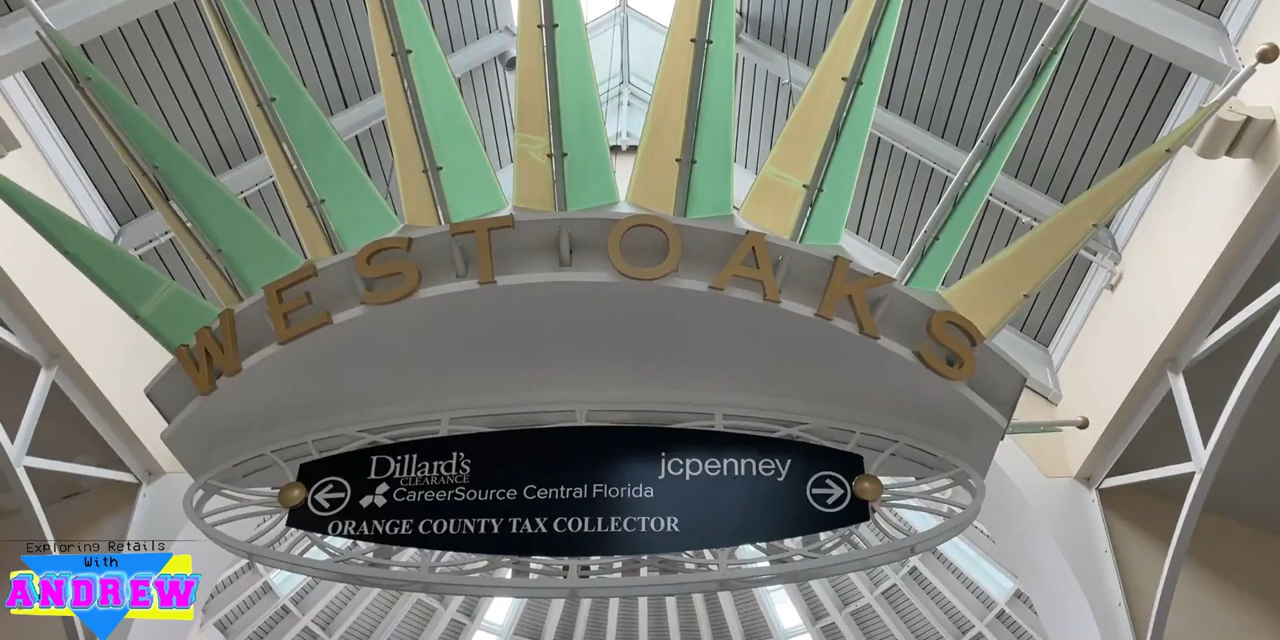 WEST OAKS
Dillard's
CLEARANCE
jcpenney
CareerSource Central Florida
ORANGE COUNTY TAX COLLECTOR
Exploring Retails
With
ANDREW